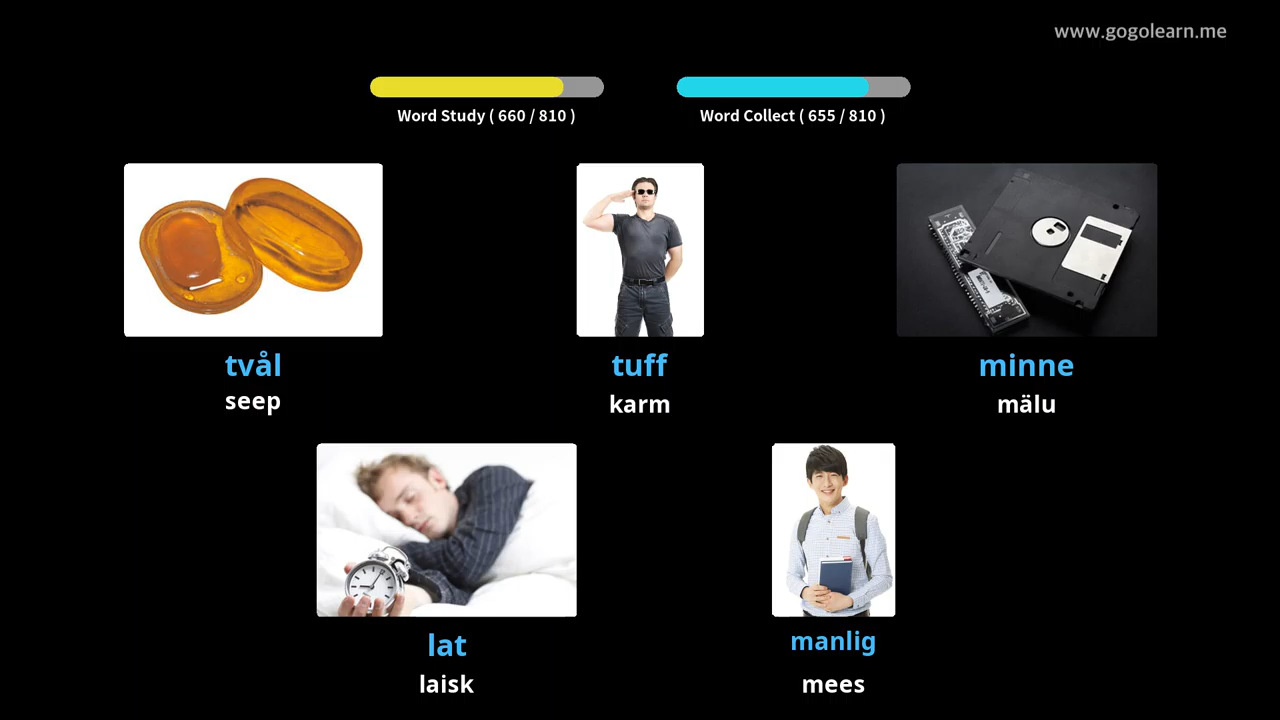 www.gogolearn.me
Word Study ( 660 / 810 )
Word Collect ( 655 / 810 )
tvål
seep
tuff
karm
minne
mälu
lat
laisk
manlig
mees